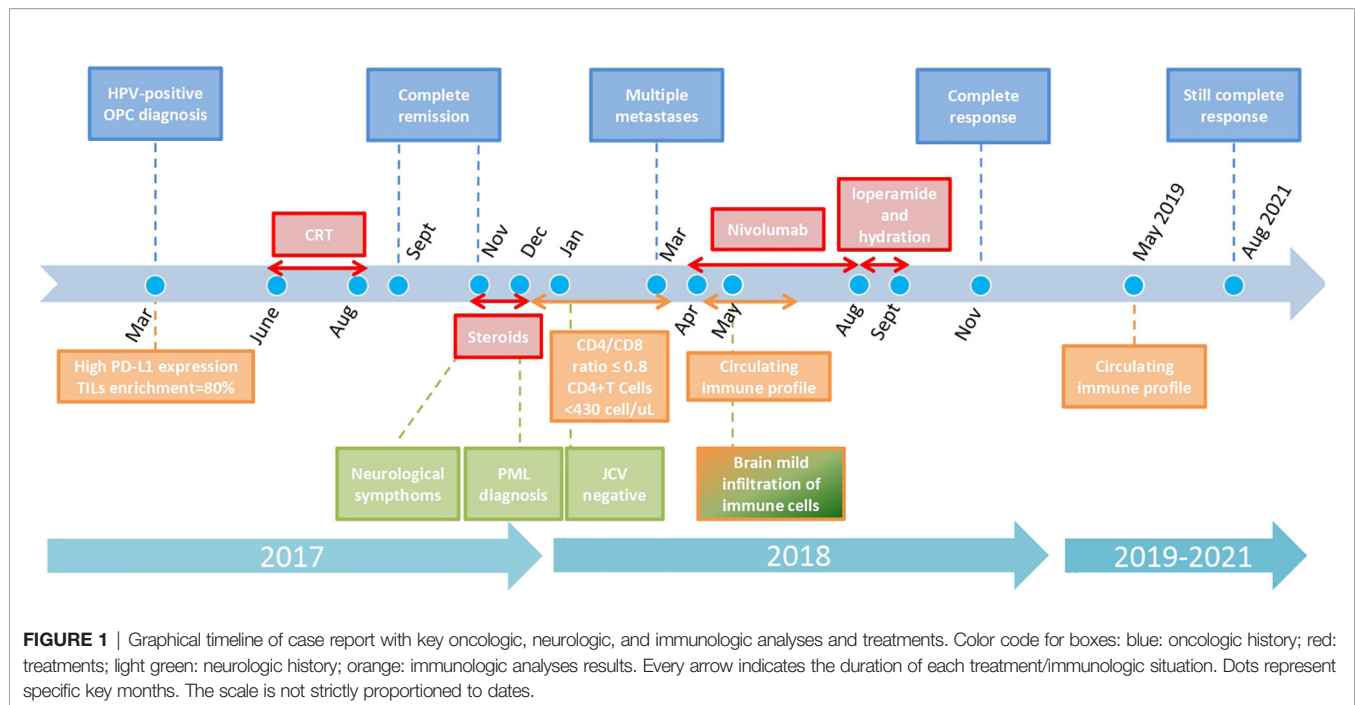 HPV-positive
OPC diagnosis
Complete
remission
Multiple
metastases
Complete
response
Still complete
response
CRT
Nivolumab
loperamide
and
hydration
Sept
Nov
Dec
Jan
Mar
May 2019
Aug 2021
Mar
June
Aug
Apr
May
Aug
Sept
Nov
High PD-L1 expression
TILs enrichment=80%
Steroids
CD4/CD8
ratio ≤ 0.8
CD4+T Cells
<430 cell/uL
Circulating
immune profile
Circulating
immune profile
Neurological
sympthoms
PML
diagnosis
JCV
negative
Brain mild
infiltration of
immune cells
2017
2018
2019-2021
FIGURE 1 | Graphical timeline of case report with key oncologic, neurologic, and immunologic analyses and treatments. Color code for boxes: blue: oncologic history; red:
treatments; light green: neurologic history; orange: immunologic analyses results. Every arrow indicates the duration of each treatment/immunologic situation. Dots represent
specific key months. The scale is not strictly proportioned to dates.